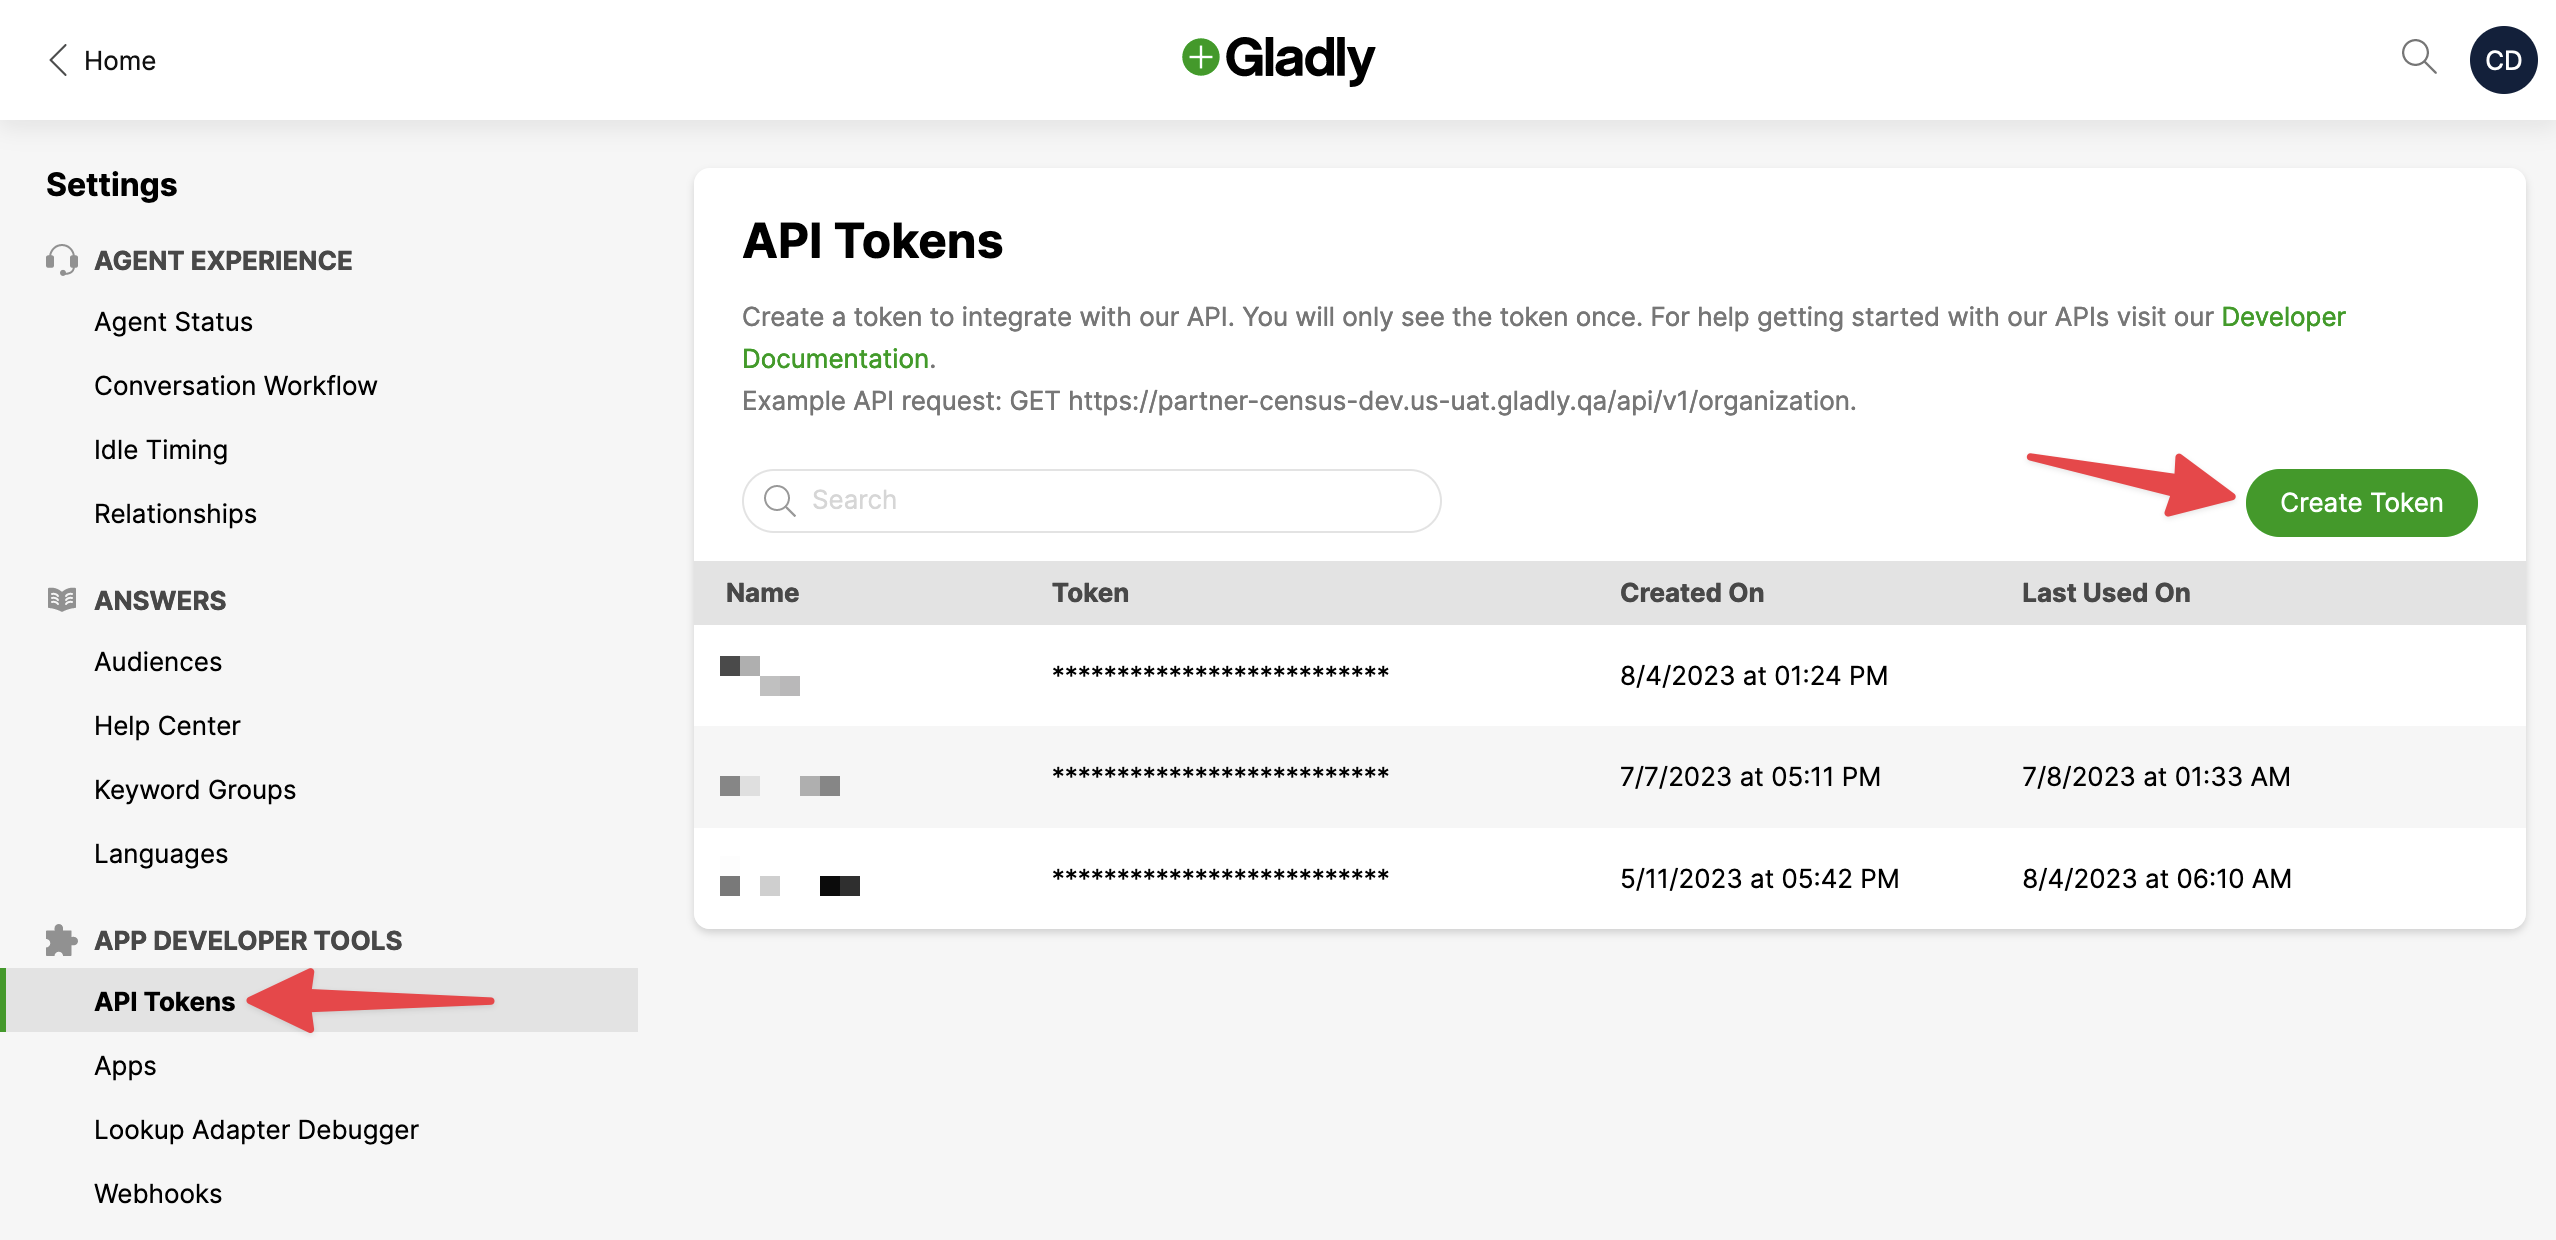 Home
Gladly
CD
Settings
AGENT EXPERIENCE
Agent Status
Conversation Workflow
Idle Timing
Relationships
ANSWERS
Audiences
Help Center
Keyword Groups
Languages
APP DEVELOPER TOOLS
API Tokens
Apps
Lookup Adapter Debugger
Webhooks
API Tokens
Create a token to integrate with our API. You will only see the token once. For help getting started with our APIs visit our Developer
Documentation.
Example API request: GET https://partner-census-dev.us-uat.gladly.qa/api/v1/organization.
Search
Create Token
Name Token Created On Last Used On
************************** 8/4/2023 at 01:24 PM
************************** 7/7/2023 at 05:11 PM 7/8/2023 at 01:33 AM
************************** 5/11/2023 at 05:42 PM 8/4/2023 at 06:10 AM